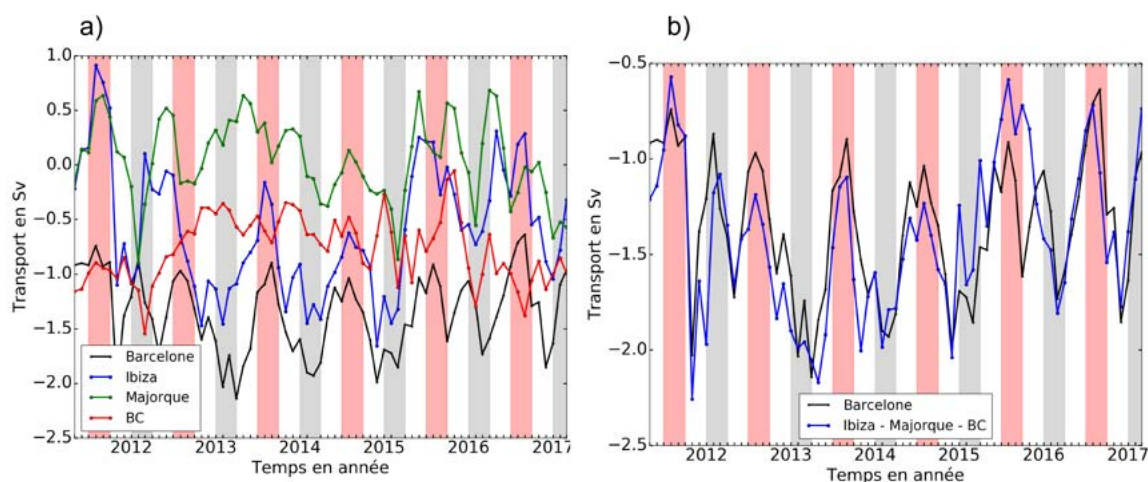 a)
Transport en Sv
1.0
0.5
0.0
−0.5
−1.0
−1.5
−2.0
−2.5
Barcelone
Ibiza
Majorque
BC
2012 2013 2014 2015 2016 2017
Temps en année
b)
Transport en Sv
−0.5
−1.0
−1.5
−2.0
−2.5
Barcelone
Ibiza - Majorque - BC
2012 2013 2014 2015 2016 2017
Temps en année